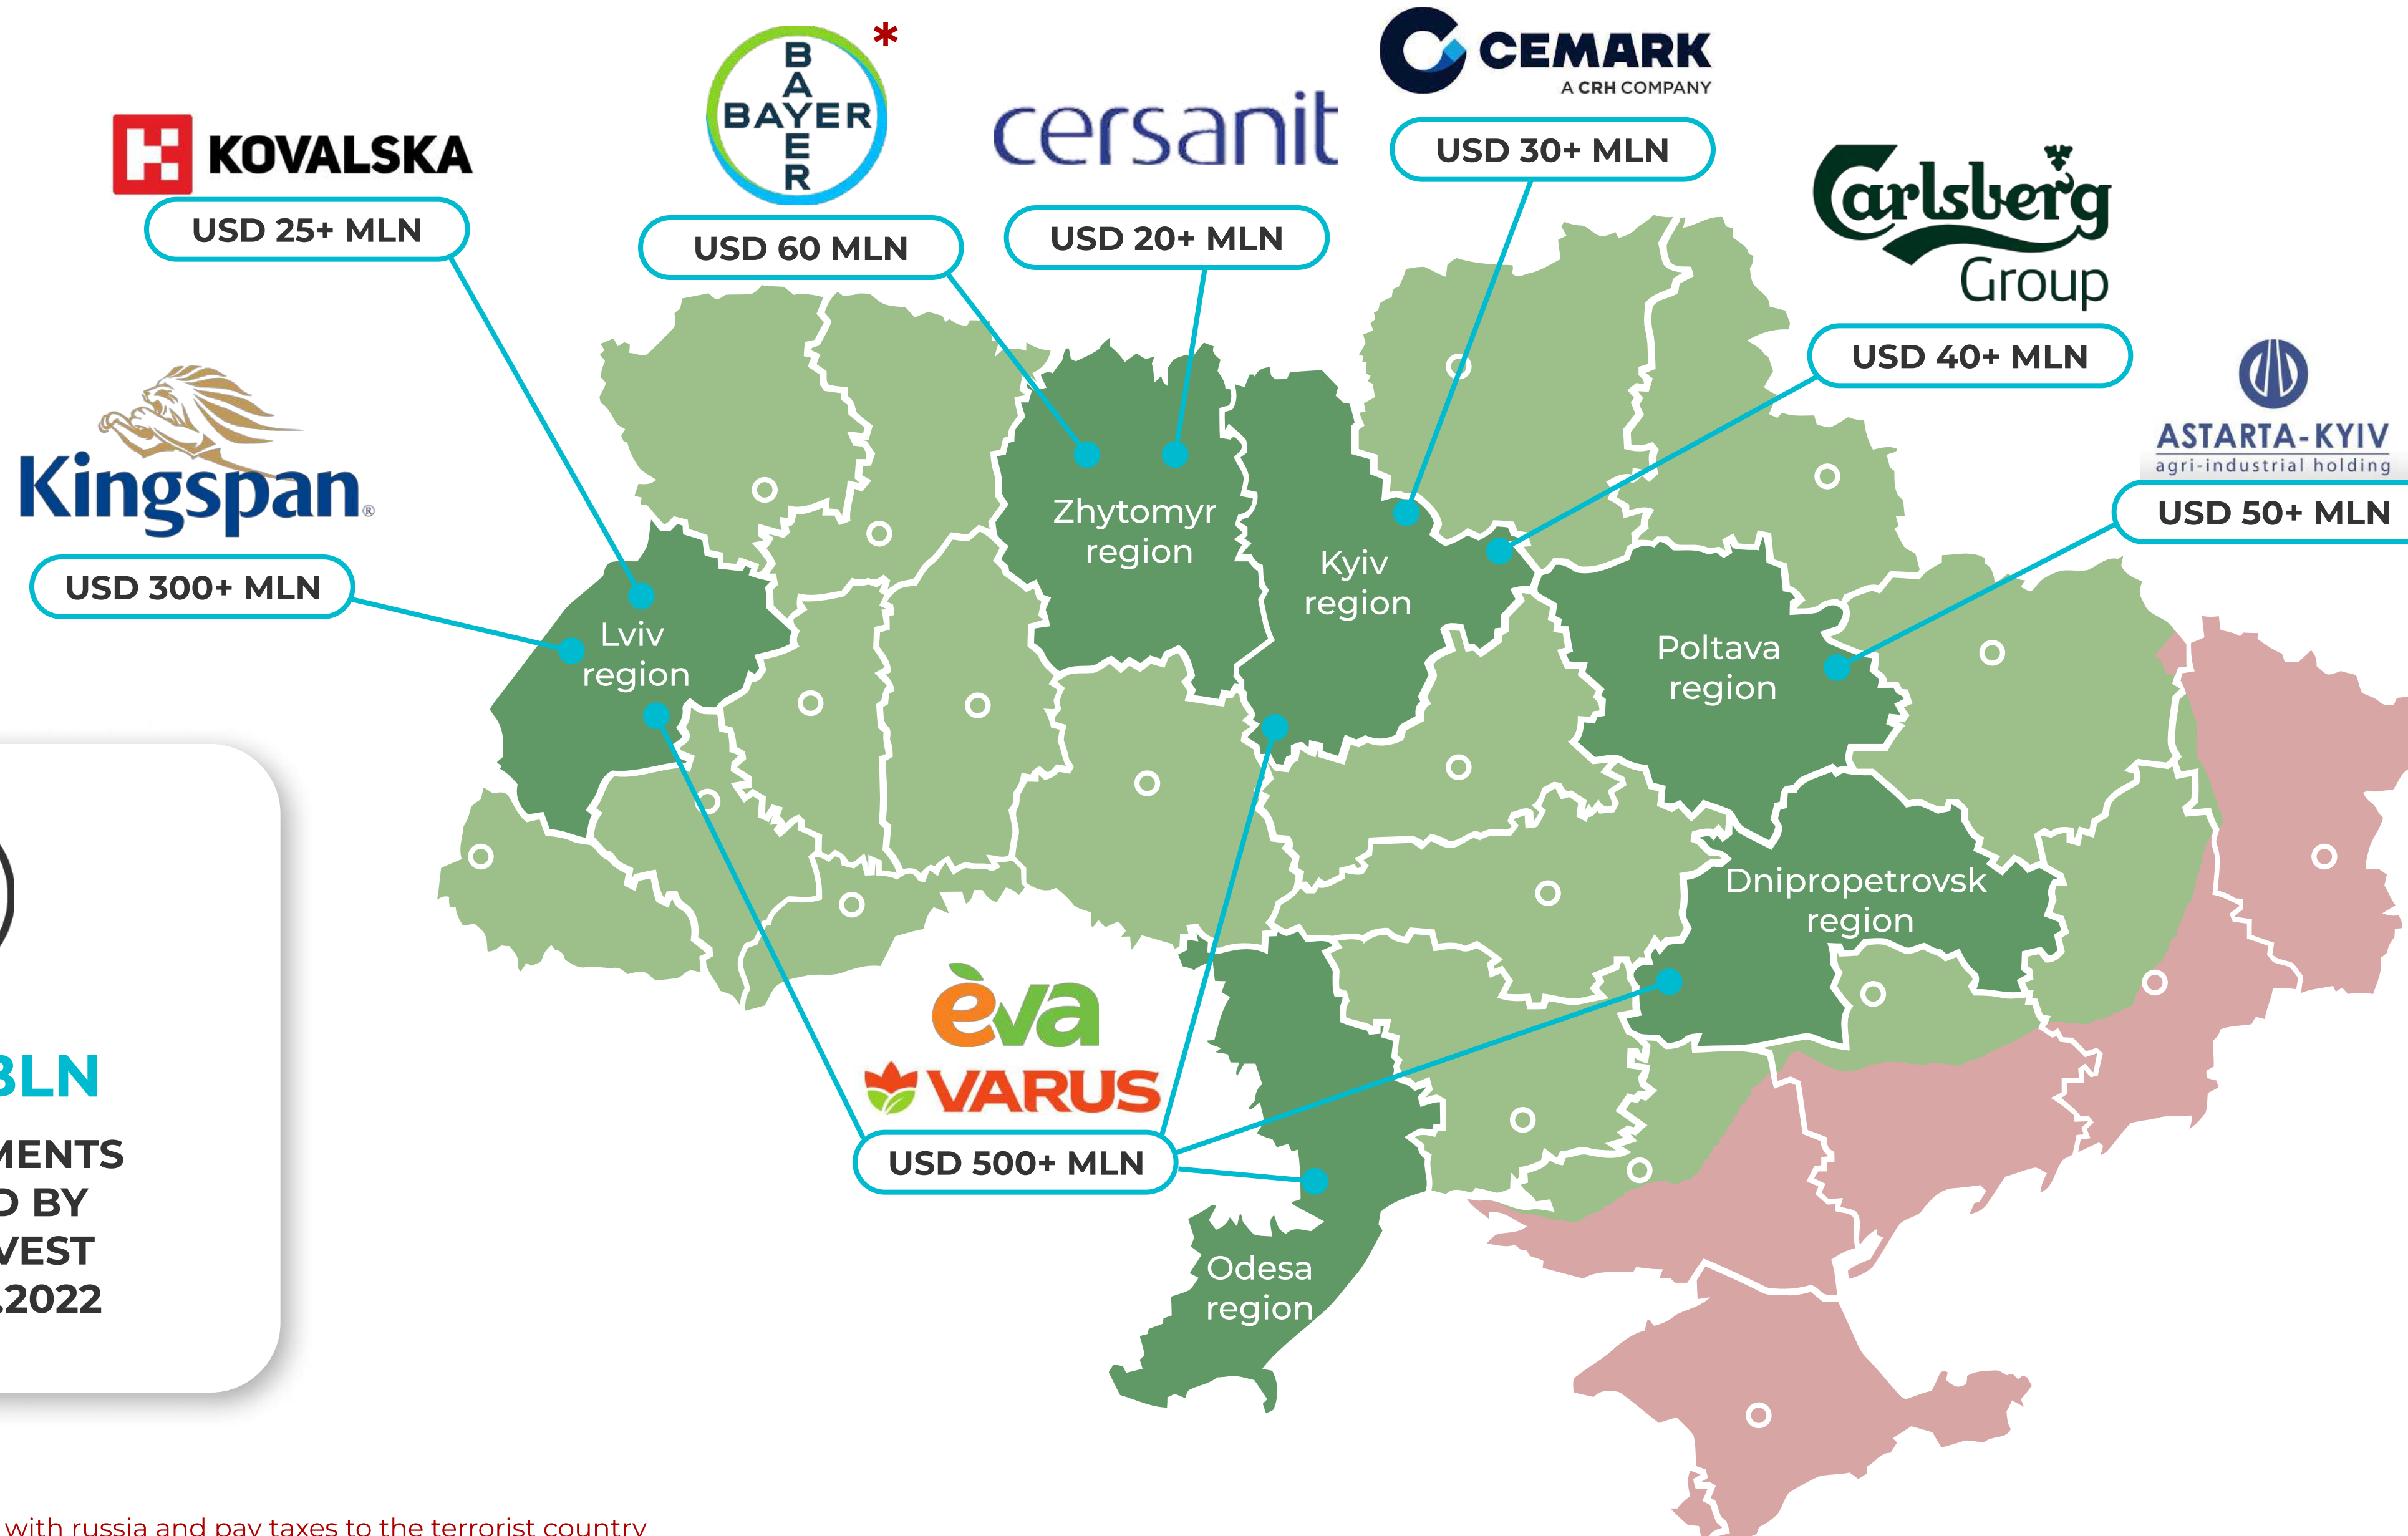 CEMARK
A CRH COMPANY
USD 30+ MLN
*
BAYER
BAYER
cersanit
KOVALSKA
USD 25+ MLN
USD 60 MLN
USD 20+ MLN
Carlsberg
Group
USD 40+ MLN
ASTARTA-KYIV
agri-industrial holding
USD 50+ MLN
Kingspan®
USD 300+ MLN
Zhytomyr
region
Kyiv
region
Lviv
region
Poltava
region
Dnipropetrovsk
region
eva
VARUS
USD 500+ MLN
Odesa
region
BLN
MENTS
D BY
VEST
.2022
with russia and pay taxes to the terrorist country